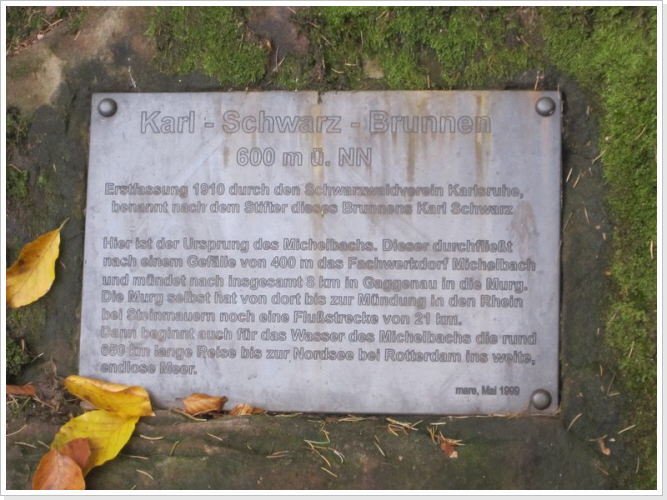 Karl - Schwarz - Brunnen
600 m ü. NN
Erstfassung 1910 durch den Schwarzwaldverein Karlsruhe,
benannt nach dem Stifter dieses Brunnens Karl Schwarz
Hier ist der Ursprung des Michelbachs. Dieser durchfließt
nach einem Gefälle von 400 m das Fachwerkdorf Michelbach
und mündet nach insgesamt 8 km in Gaggenau in die Murg.
Die Murg selbst hat von dort bis zur Mündung in den Rhein
bei Steinmauern noch eine Flußstrecke von 21 km.
Dann beginnt auch für das Wasser des Michelbachs die rund
650 km lange Reise bis zur Nordsee bei Rotterdam ins weite,
endlose Meer.
mare, Mai 1999